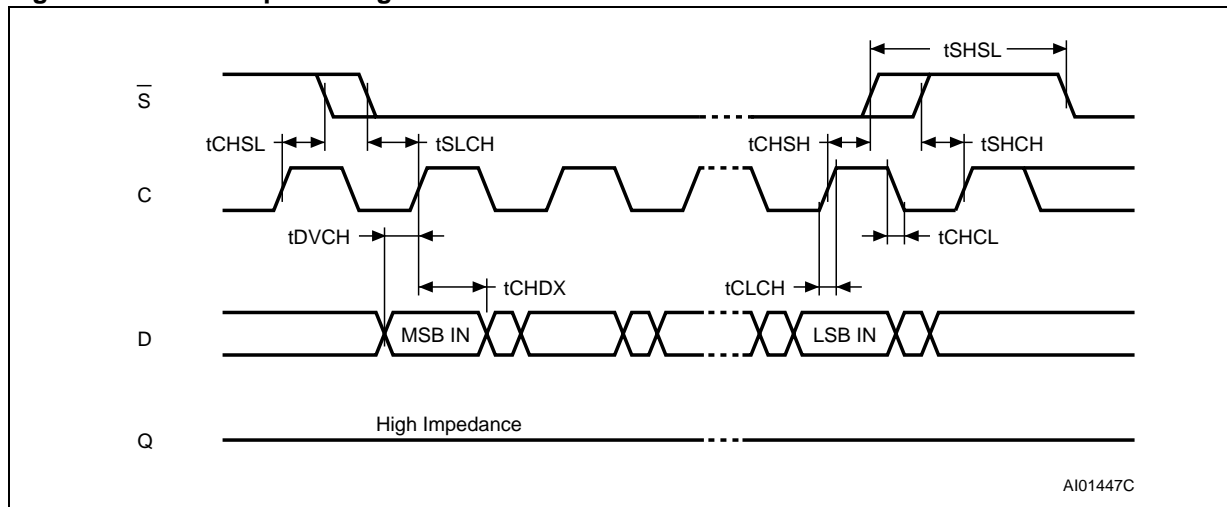 tSHSL
S
tCHSL
tSLCH
tCHSH
tSHCH
C
tDVCH
tCHCL
tCHDX
tCLCH
D
MSB IN
LSB IN
High Impedance
Q
AI01447C